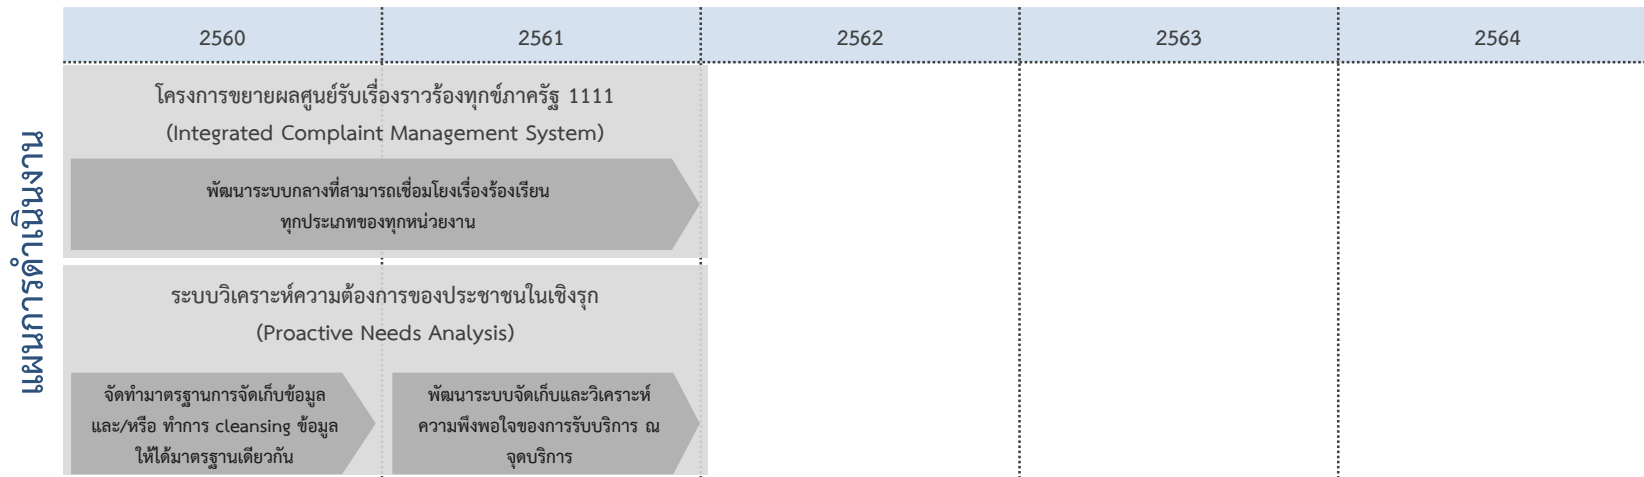 แผนการดำเนินงาน
2560 2561 2562 2563 2564
โครงการขยายผลศูนย์รับเรื่องราวร้องทุกข์ภาครัฐ 1111
(Integrated Complaint Management System)
พัฒนาระบบกลางที่สามารถเชื่อมโยงเรื่องร้องเรียน
ทุกประเภทของทุกหน่วยงาน
ระบบวิเคราะห์ความต้องการของประชาชนในเชิงรุก
(Proactive Needs Analysis)
จัดทำมาตรฐานการจัดเก็บข้อมูล
และ/หรือ ทำการ cleansing ข้อมูล
ให้ได้มาตรฐานเดียวกัน
พัฒนาระบบจัดเก็บและวิเคราะห์
ความพึงพอใจของการรับบริการ ณ
จุดบริการ